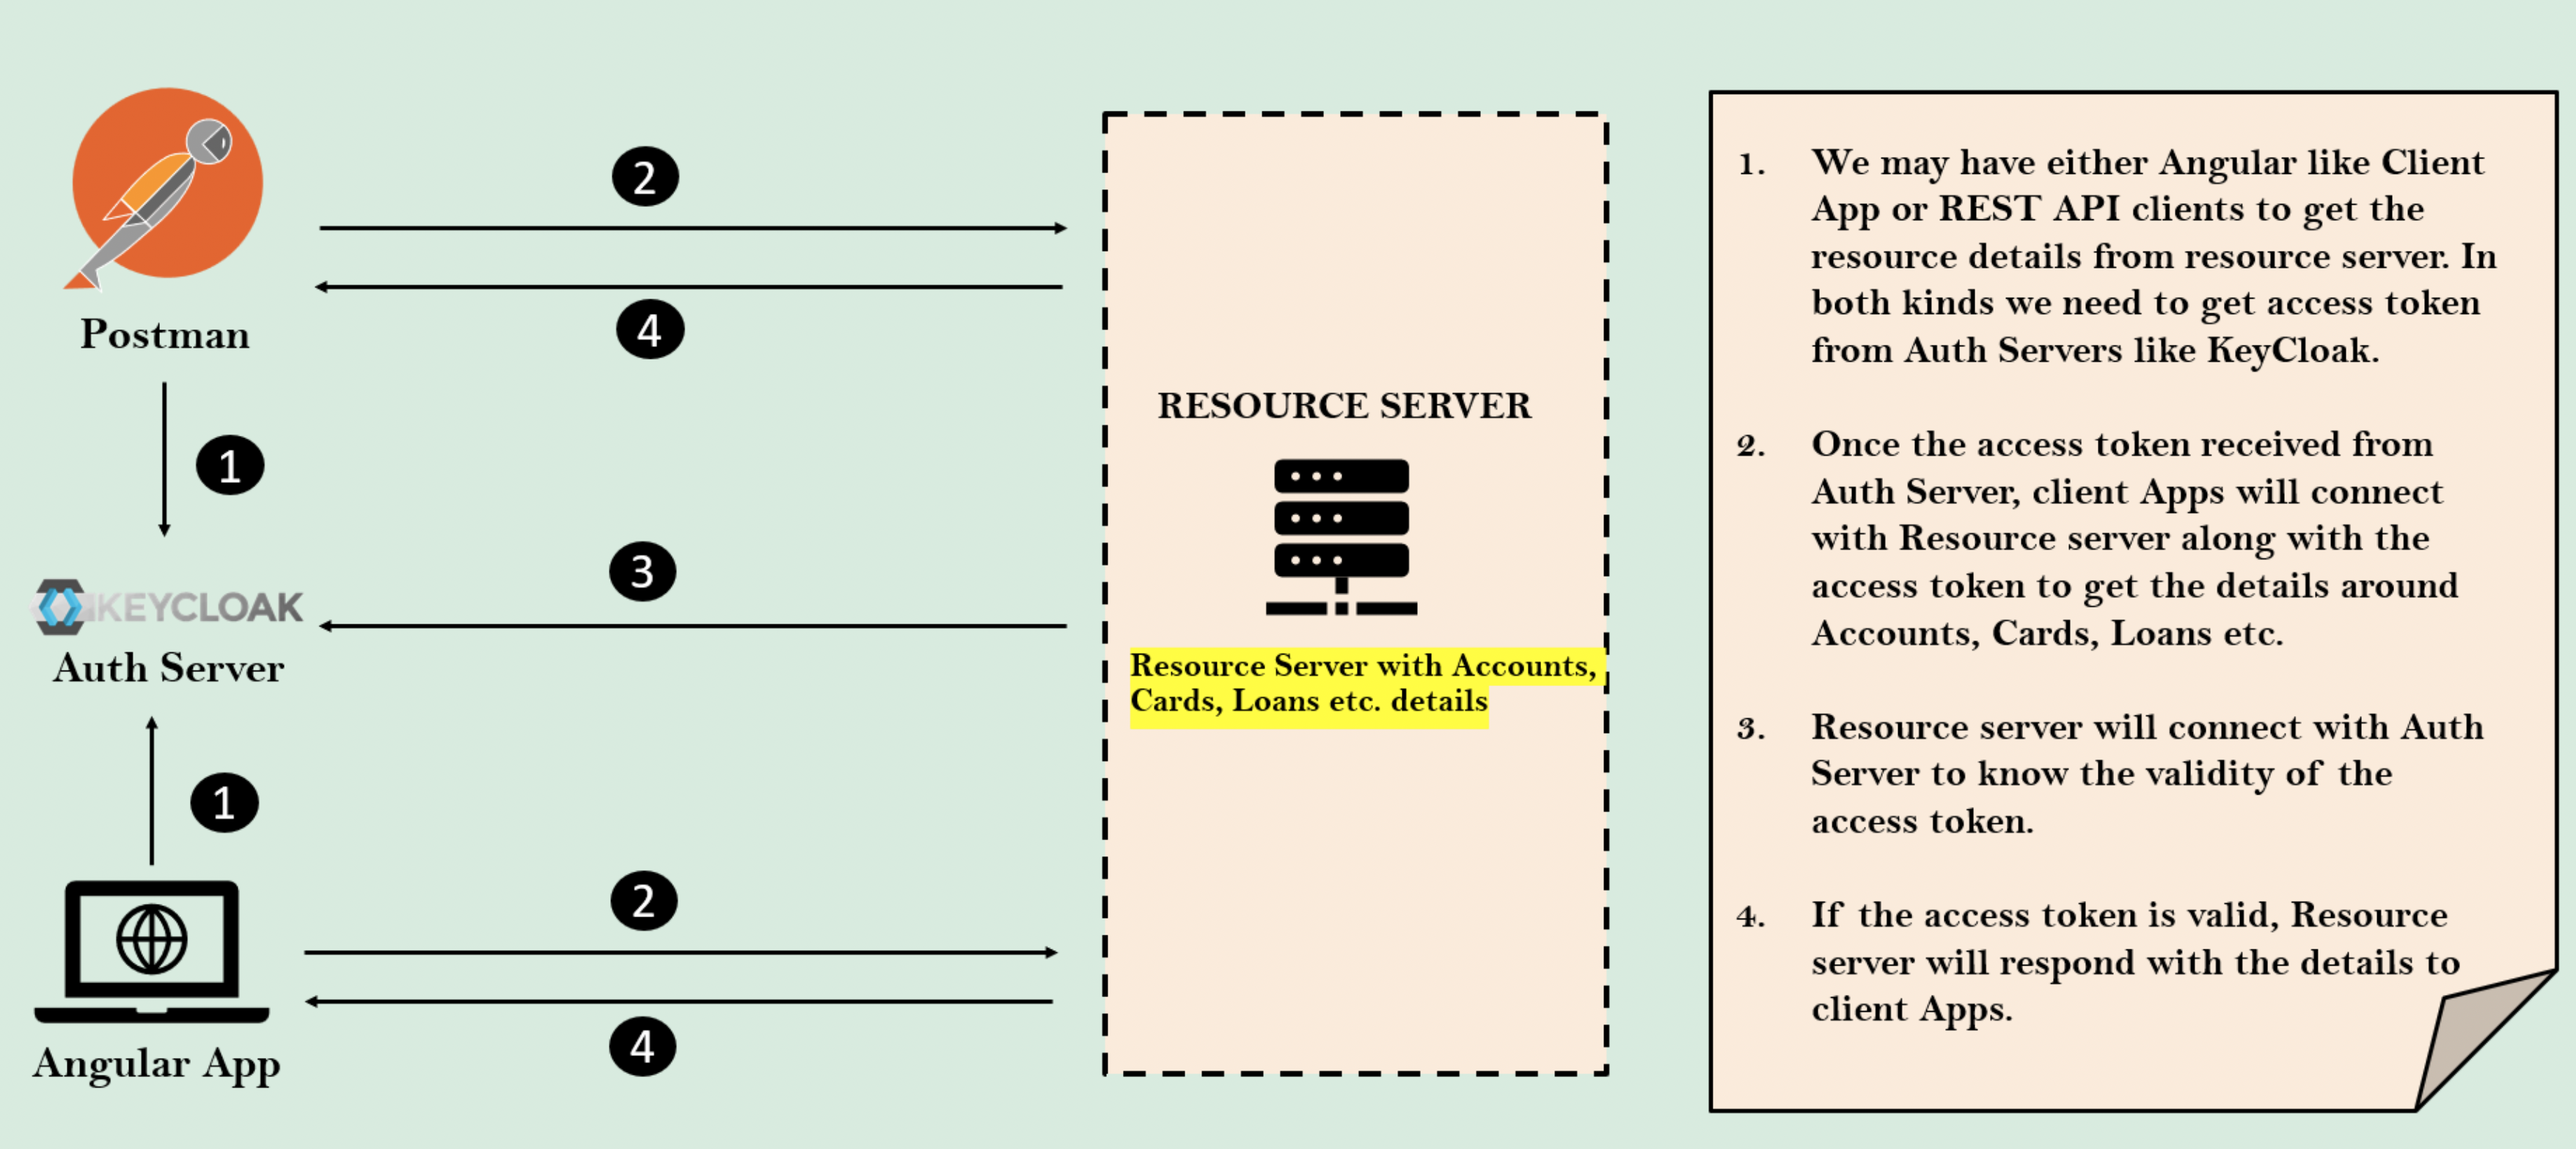 2
4
Postman
1
3
KEYCLOAK
Auth Server
1
2
4
Angular App
RESOURCE SERVER
Resource Server with Accounts,
Cards, Loans etc. details
1. We may have either Angular like Client
App or REST API clients to get the
resource details from resource server. In
both kinds we need to get access token
from Auth Servers like KeyCloak.
2. Once the access token received from
Auth Server, client Apps will connect
with Resource server along with the
access token to get the details around
Accounts, Cards, Loans etc.
3. Resource server will connect with Auth
Server to know the validity of the
access token.
4. If the access token is valid, Resource
server will respond with the details to
client Apps.